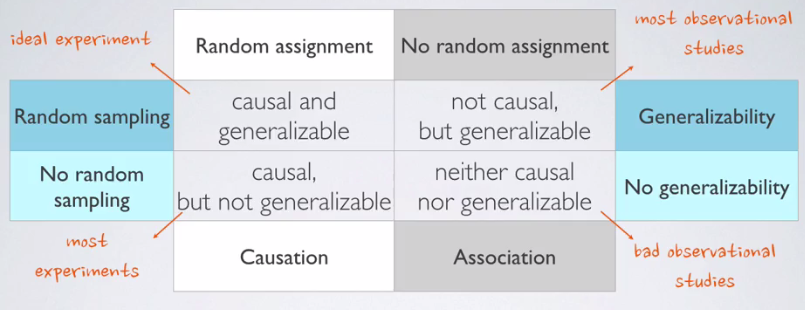 ideal experiment
Random assignment
No random assignment
most observational
studies
Random sampling
causal and
generalizable
not causal,
but generalizable
Generalizability
No random
sampling
causal,
but not generalizable
neither causal
nor generalizable
No generalizability
most
experiments
Causation
Association
bad observational
studies